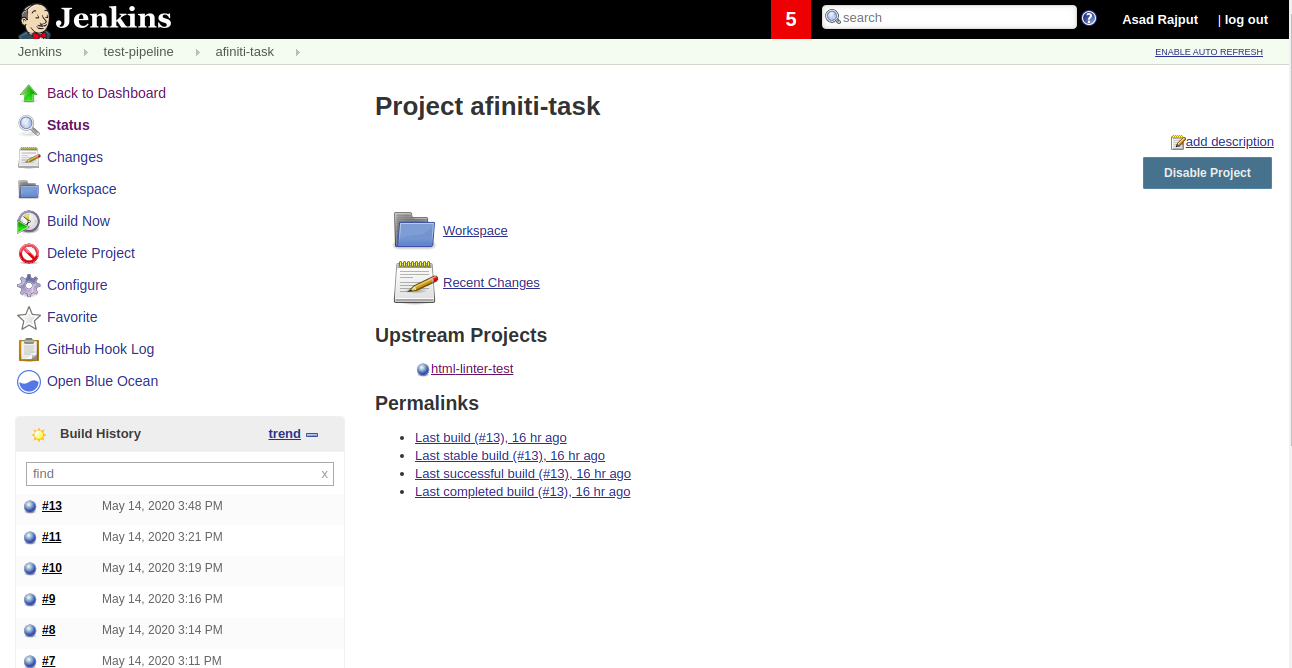 Jenkins
5
search
?
Asad Rajput
| log out
Jenkins
test-pipeline
afiniti-task
ENABLE AUTO REFRESH
Back to Dashboard
Status
Changes
Workspace
Build Now
Delete Project
Configure
Favorite
GitHub Hook Log
Open Blue Ocean
Build History
trend
find
x
#13 May 14, 2020 3:48 PM
#11 May 14, 2020 3:21 PM
#10 May 14, 2020 3:19 PM
#9 May 14, 2020 3:16 PM
#8 May 14, 2020 3:14 PM
#7 May 14, 2020 3:11 PM
Project afiniti-task
add description
Disable Project
Workspace
Recent Changes
Upstream Projects
html-linter-test
Permalinks
Last build (#13), 16 hr ago
Last stable build (#13), 16 hr ago
Last successful build (#13), 16 hr ago
Last completed build (#13), 16 hr ago